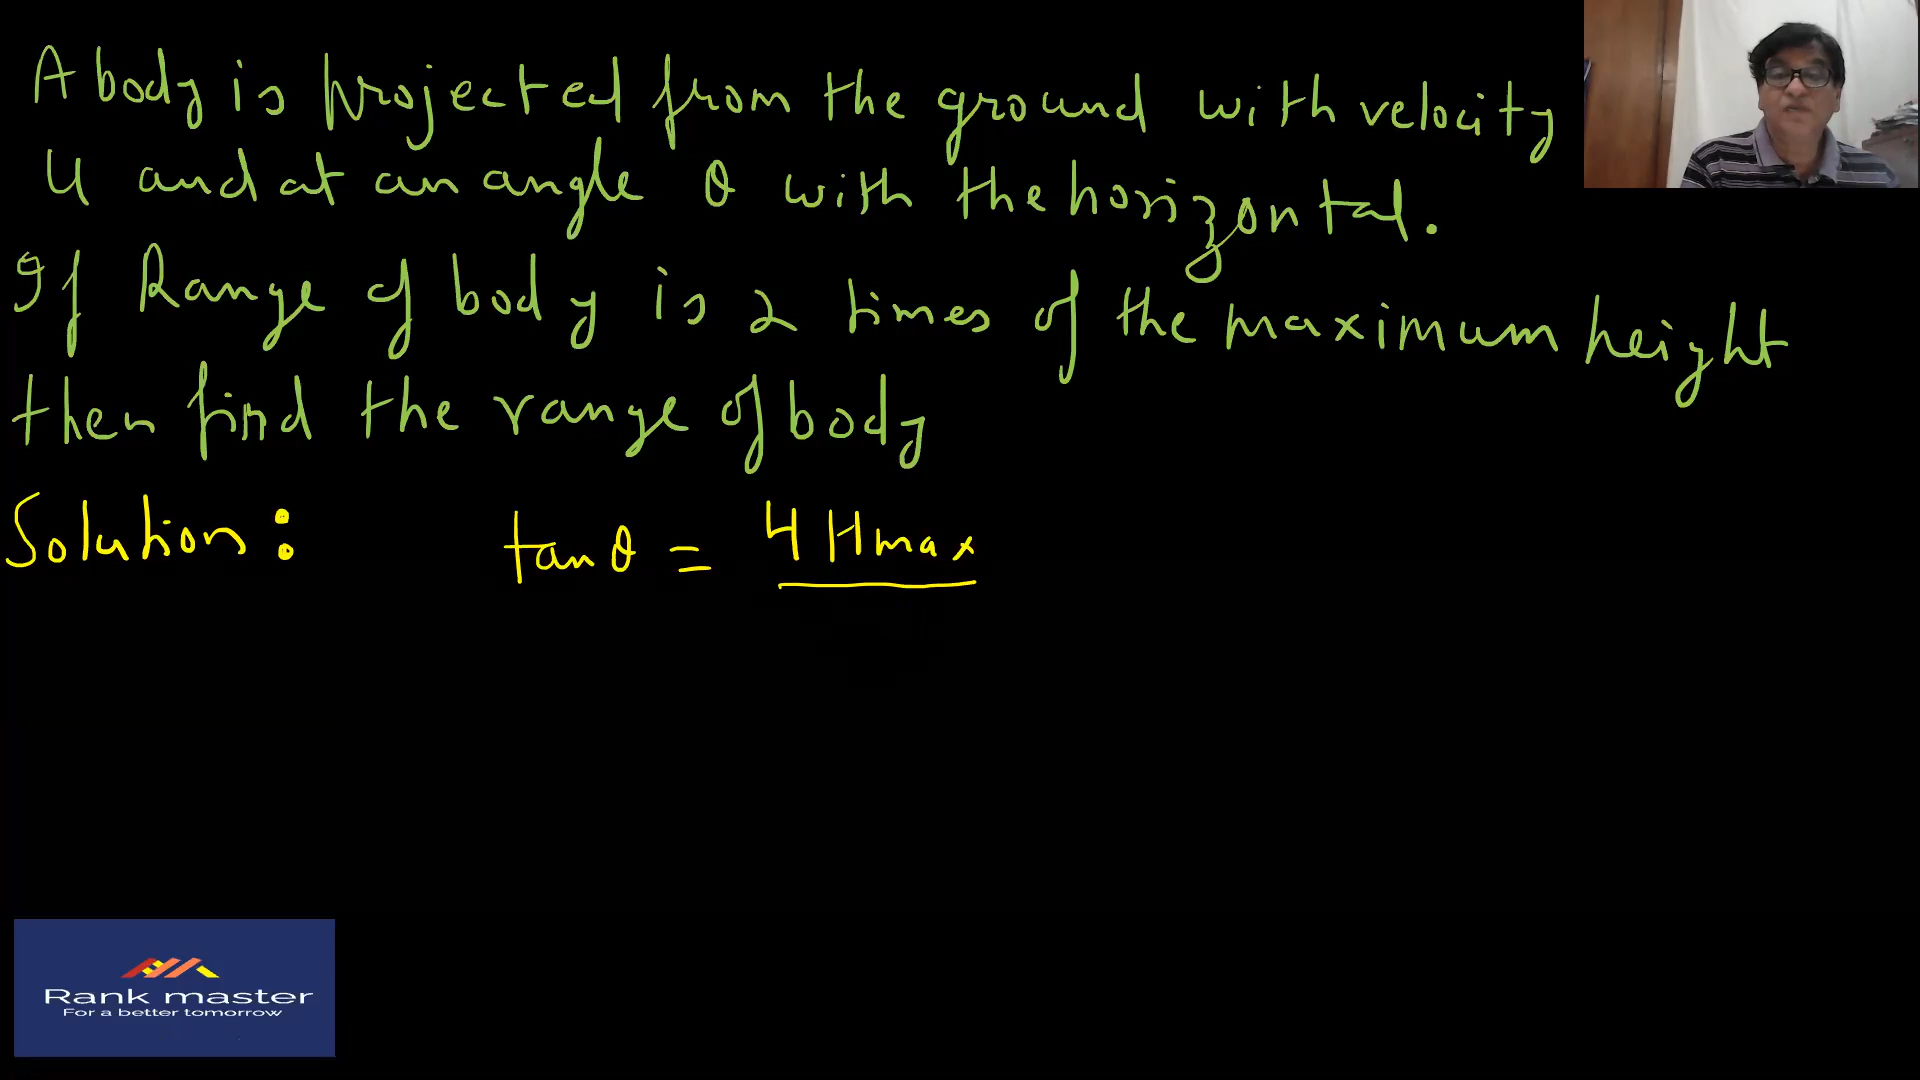 A body is projected from the ground with velocity
u and at an angle θ with the horizontal.
If Range of body is 2 times of the maximum height
then find the range of body
Solution : tanθ = 4 Hmax
Rank master
For a better tomorrow